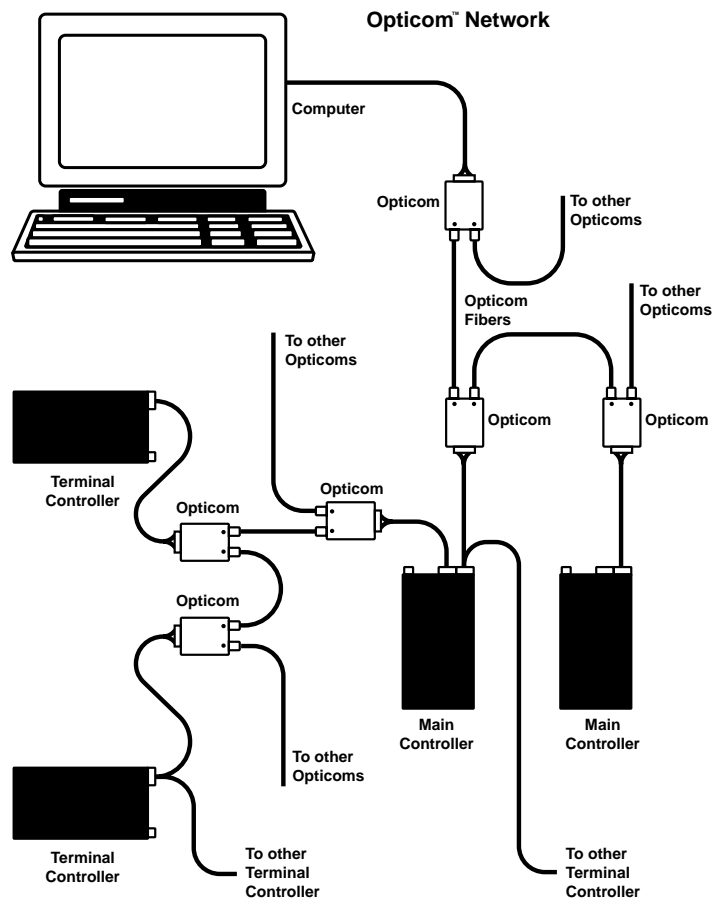 Opticom™ Network
Computer
Opticom
To other
Opticoms
Opticom
Fibers
To other
Opticoms
To other
Opticoms
Opticom
Opticom
Terminal
Controller
Opticom
Opticom
Opticom
Main
Controller
Main
Controller
To other
Opticoms
Terminal
Controller
To other
Terminal
Controller
To other
Terminal
Controller